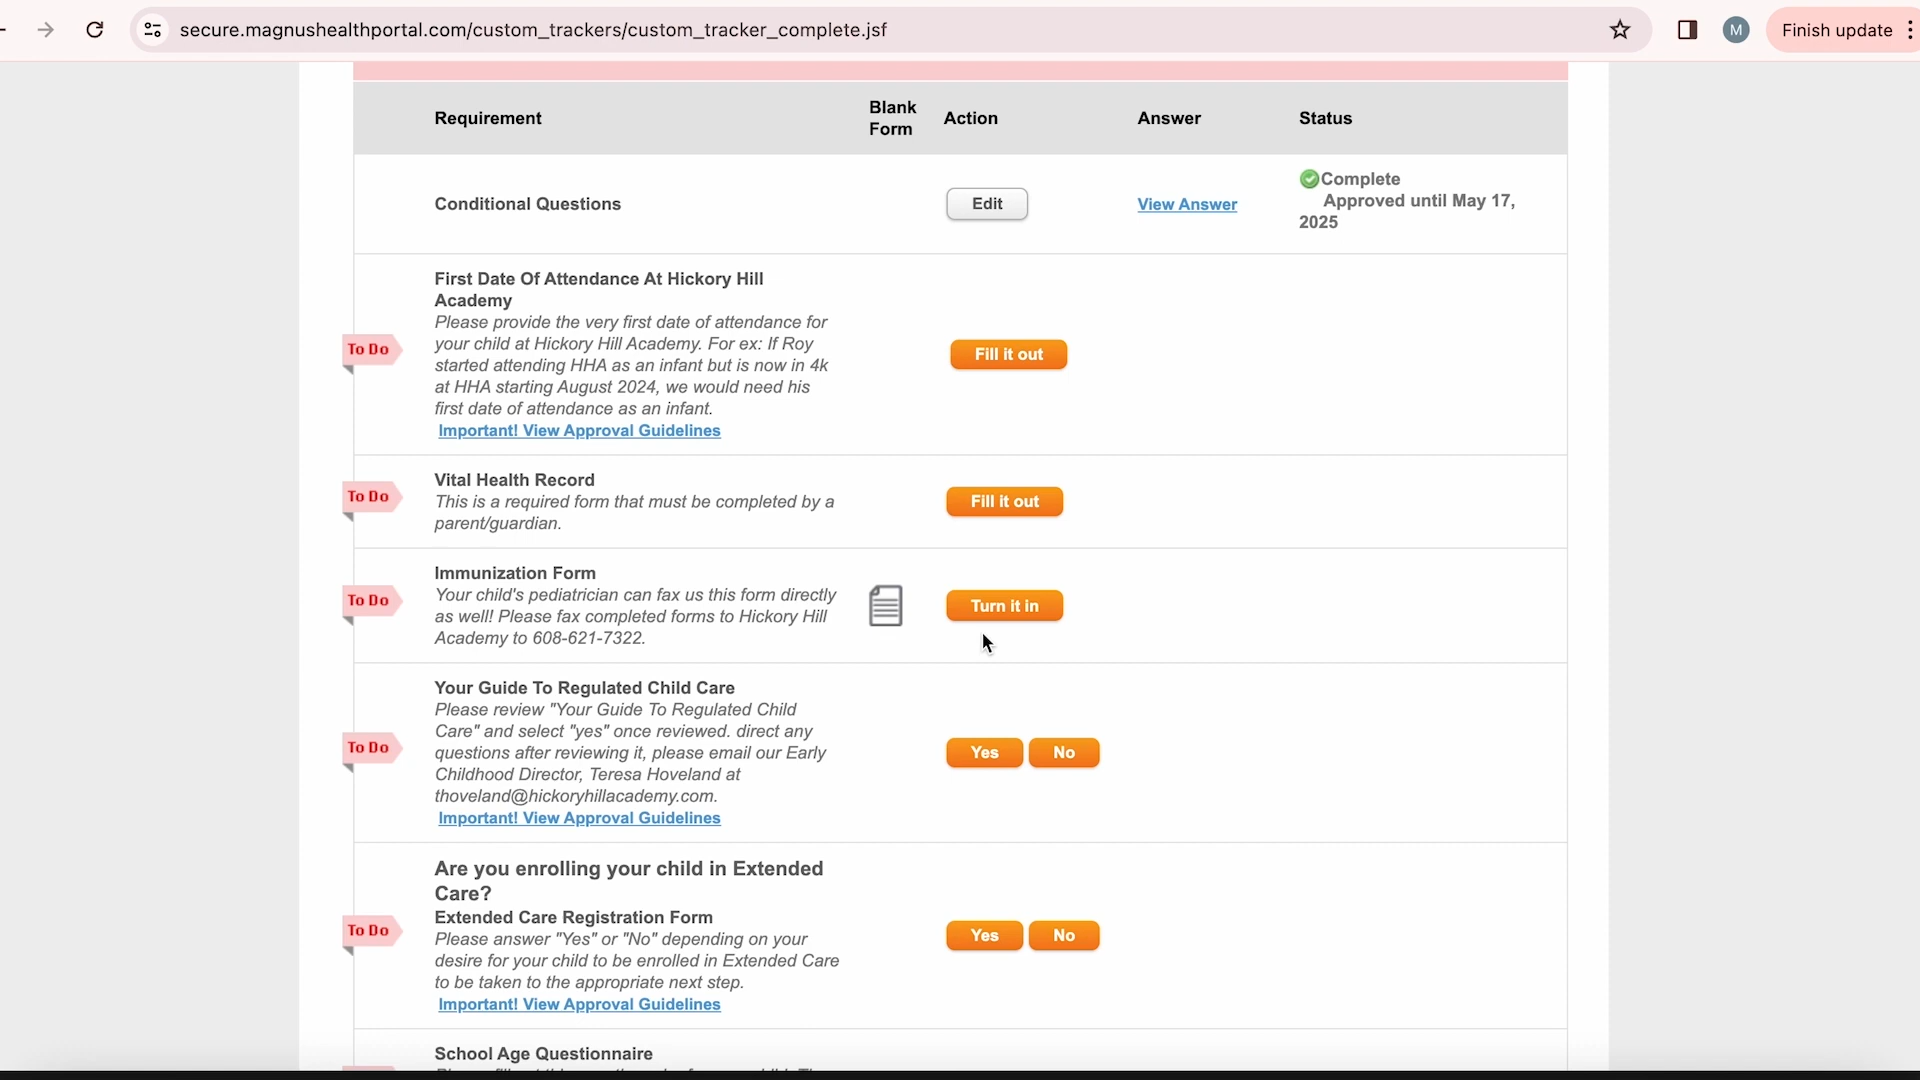 secure.magnushealthportal.com/custom_trackers/custom_tracker_complete.jsf
M
Finish update
Requirement
Blank
Form
Action
Answer
Status
Conditional Questions
Edit
View Answer
Complete
Approved until May 17,
2025
To Do
First Date Of Attendance At Hickory Hill
Academy
Please provide the very first date of attendance for
your child at Hickory Hill Academy. For ex: If Roy
started attending HHA as an infant but is now in 4k
at HHA starting August 2024, we would need his
first date of attendance as an infant.
Important! View Approval Guidelines
Fill it out
To Do
Vital Health Record
This is a required form that must be completed by a
parent/guardian.
Fill it out
To Do
Immunization Form
Your child's pediatrician can fax us this form directly
as well! Please fax completed forms to Hickory Hill
Academy to 608-621-7322.
Turn it in
To Do
Your Guide To Regulated Child Care
Please review "Your Guide To Regulated Child
Care" and select "yes" once reviewed. direct any
questions after reviewing it, please email our Early
Childhood Director, Teresa Hoveland at
thoveland@hickoryhillacademy.com.
Important! View Approval Guidelines
Yes
No
To Do
Are you enrolling your child in Extended
Care?
Extended Care Registration Form
Please answer "Yes" or "No" depending on your
desire for your child to be enrolled in Extended Care
to be taken to the appropriate next step.
Important! View Approval Guidelines
Yes
No
School Age Questionnaire